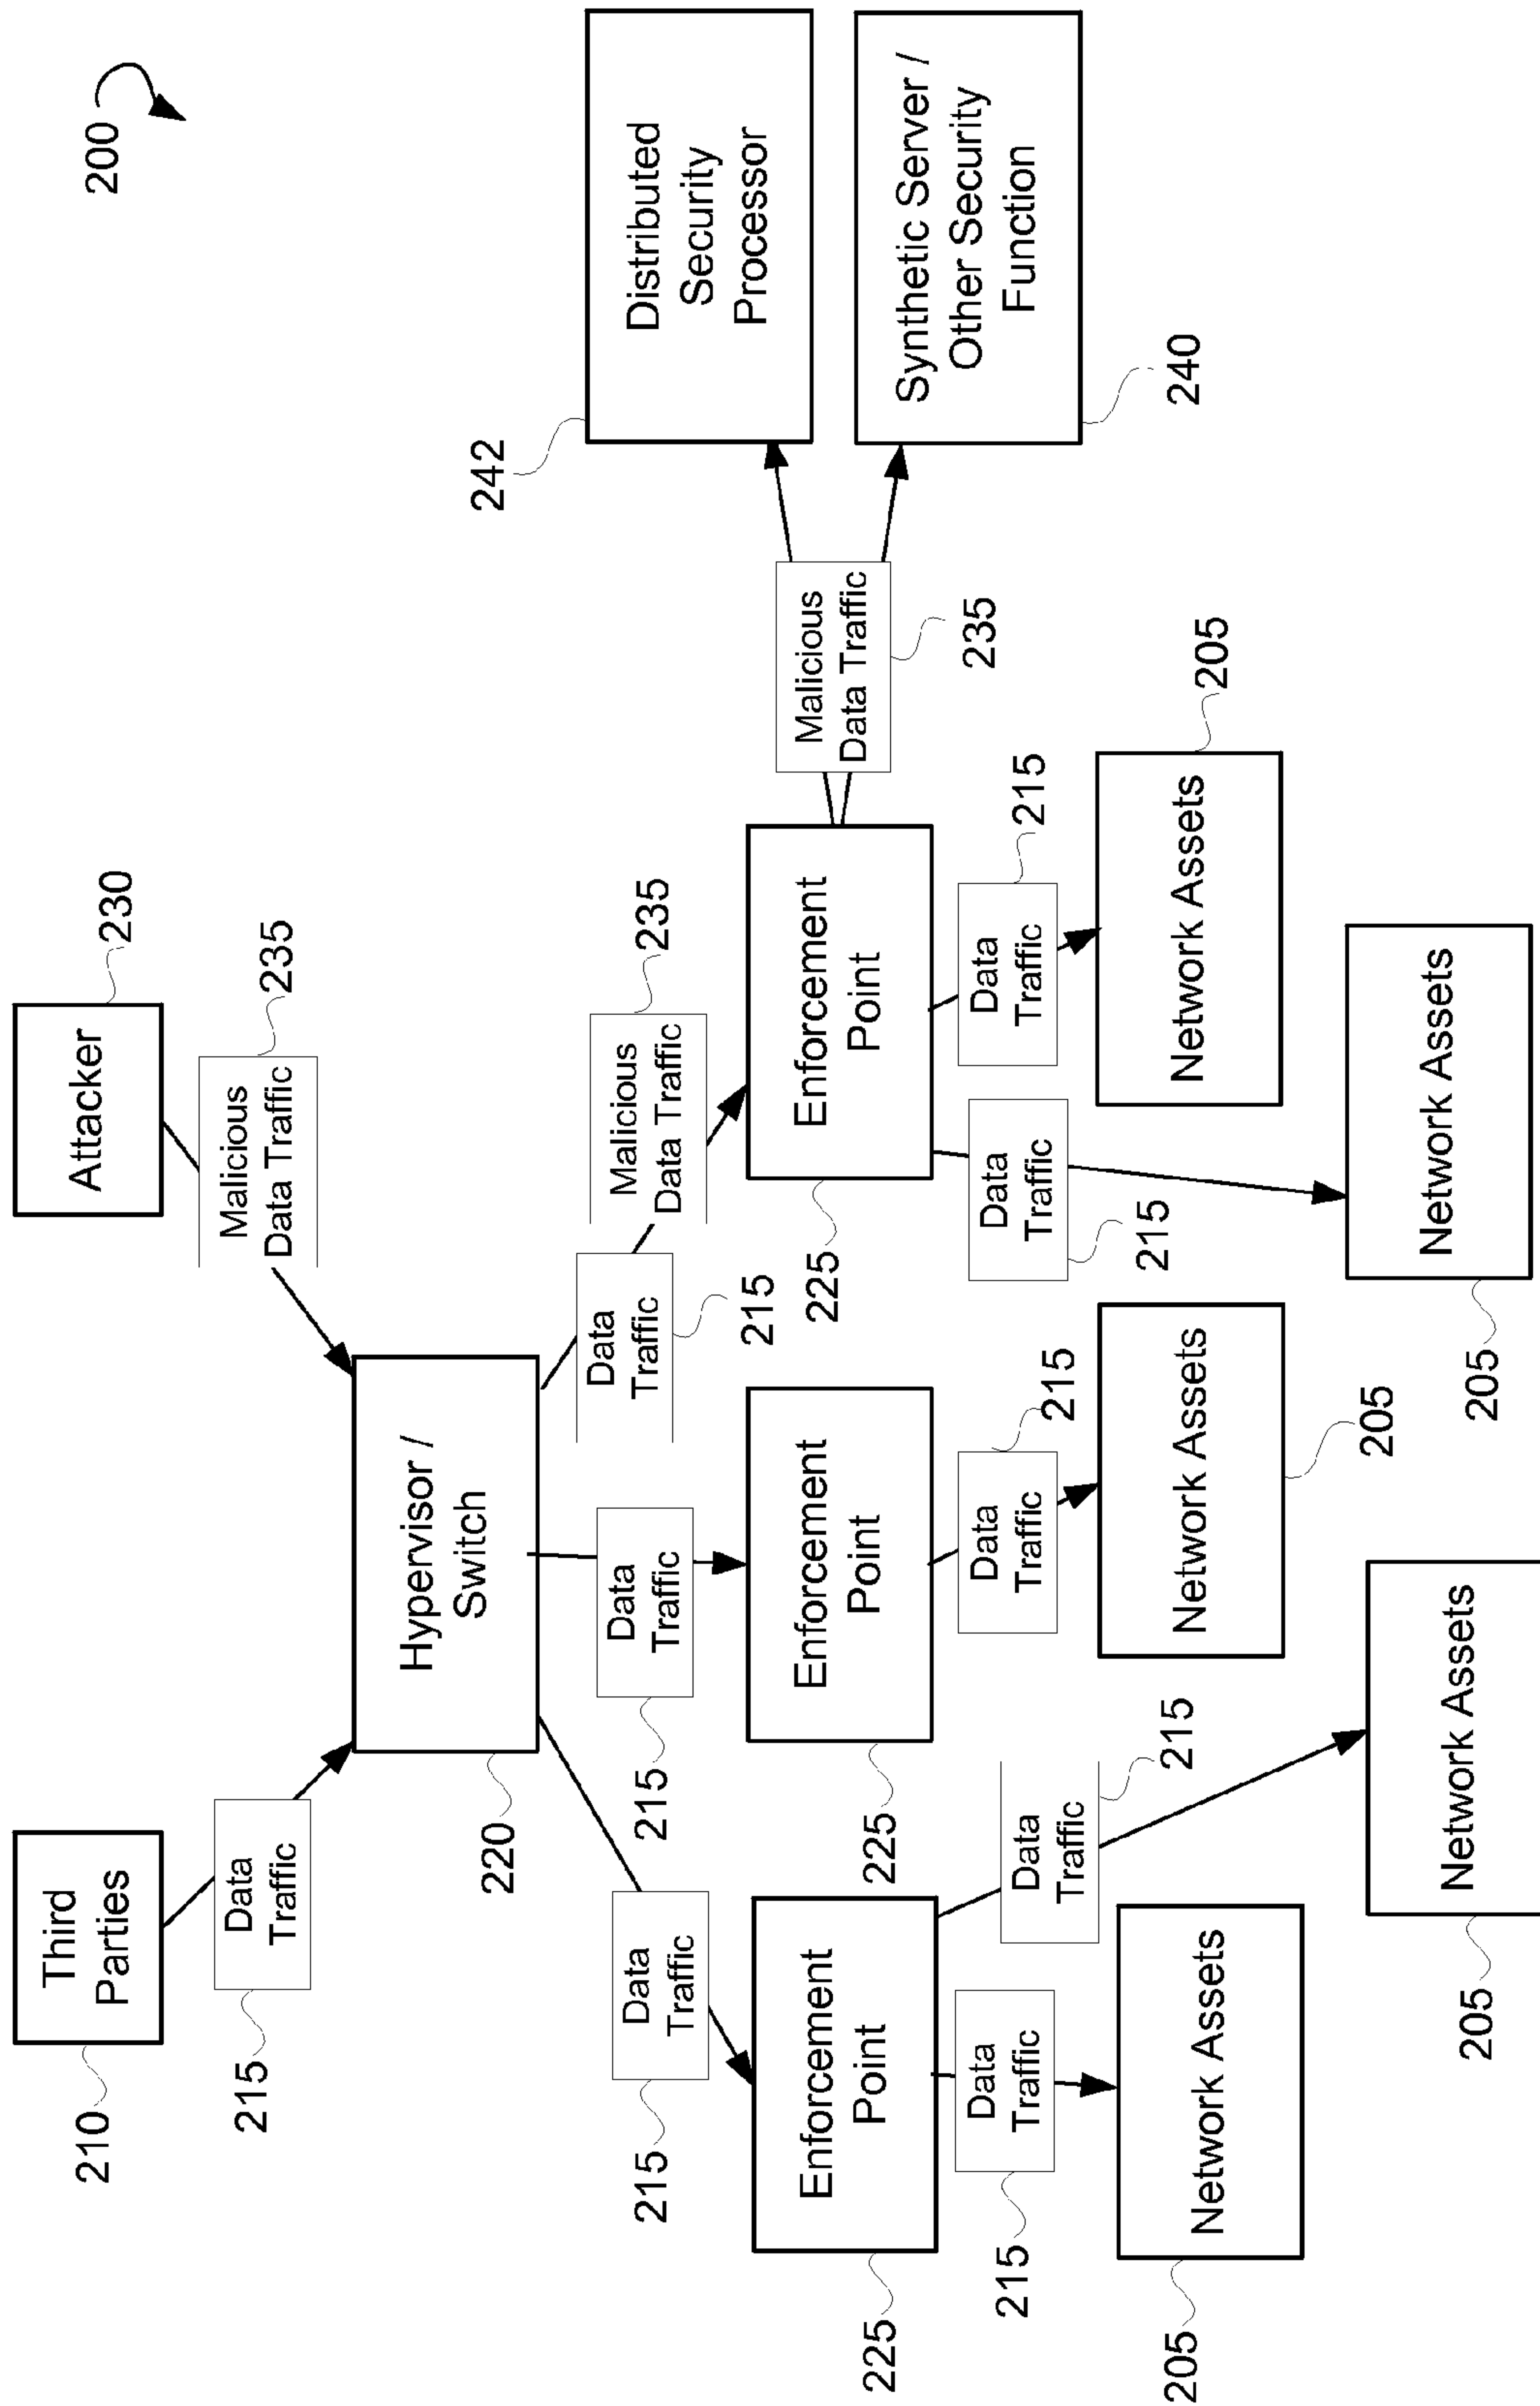 200
Third
Parties
210
Data
Traffic
215
Attacker
230
Malicious
Data Traffic
235
Hypervisor /
Switch
220
Data
Traffic
215
Data
Traffic
215
Data
Traffic
215
Malicious
Data Traffic
235
Enforcement
Point
225
Enforcement
Point
225
Enforcement
Point
225
Malicious
Data Traffic
235
Distributed
Security
Processor
242
Synthetic Server /
Other Security
Function
240
Data
Traffic
215
Data
Traffic
215
Data
Traffic
215
Data
Traffic
215
Data
Traffic
215
Network Assets
205
Network Assets
205
Network Assets
205
Network Assets
205
Network Assets
205